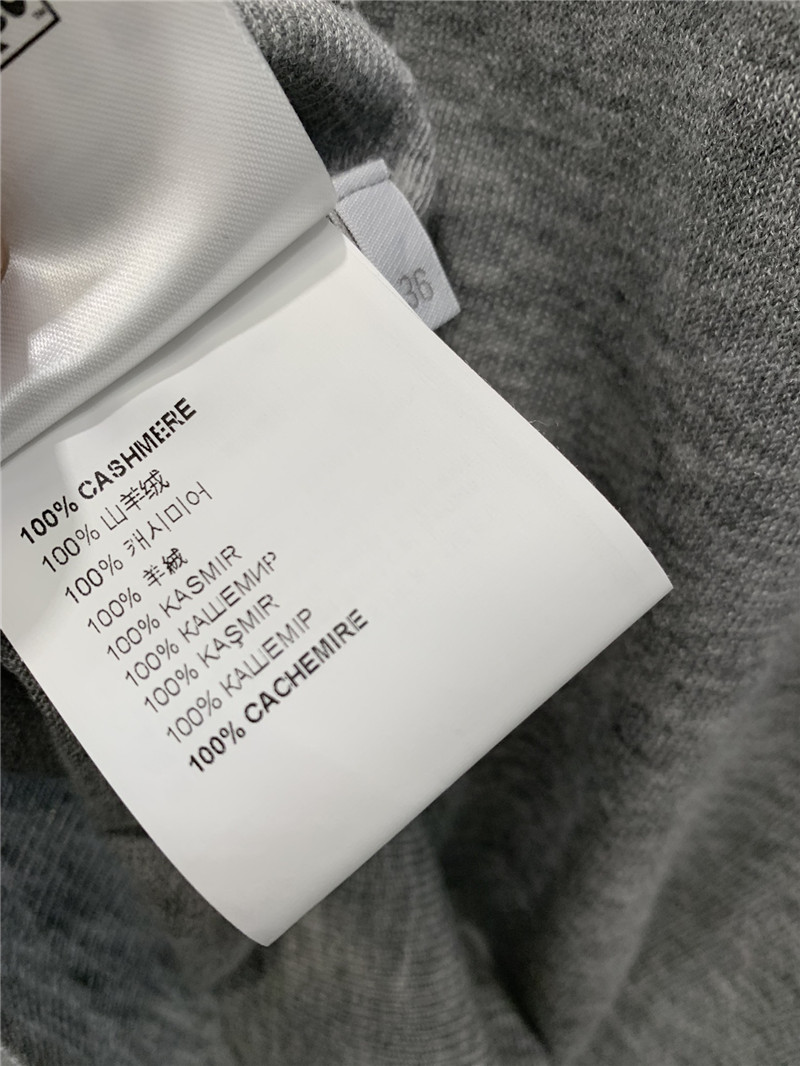 36
100% CASHMERE
100% 山羊绒
100% 캐시미어
100% 羊絨
100% KASMIR
100% КАШЕМИР
100% KAŞMIR
100% КАШЕМІР
100% CACHEMIRE